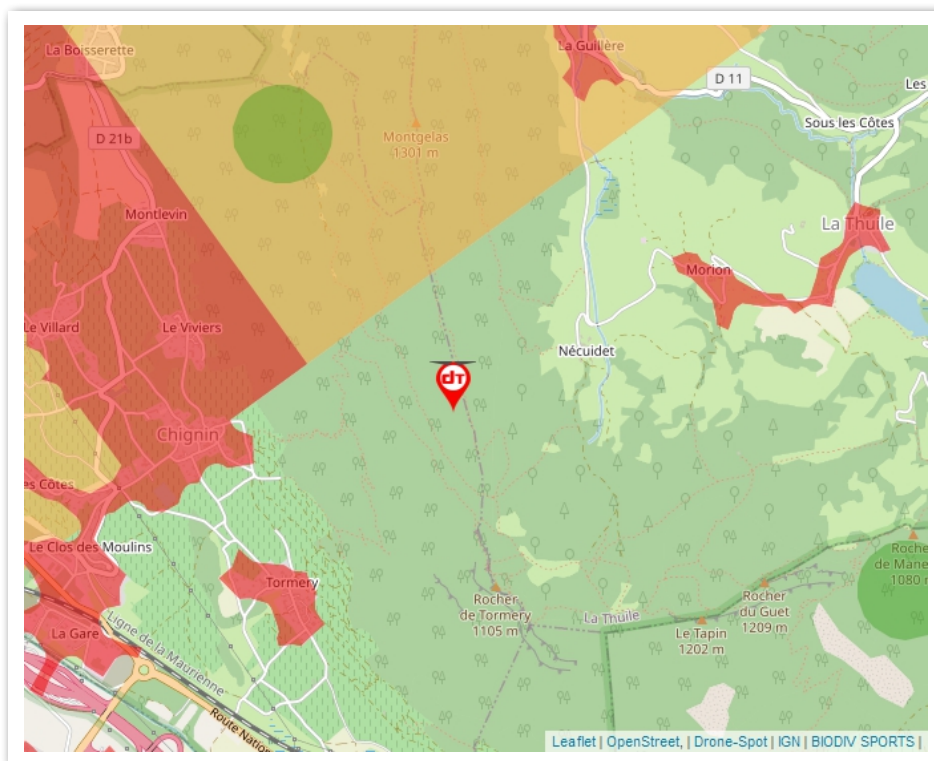 La Boisserette
La Guillère
D 11
Les
Sous les Côtes
D 21b
Montgelas
1301 m
Montlevin
La Thuile
Morion
Le Villard
Le Viviers
Nécuidet
dT
Chignin
es Côtes
Le Clos des Moulins
Roche
de Mane
1080 m
Tormery
Rocher
de Tormery
1105 m
Rocher
du Guet
1209 m
La Thuile
Le Tapin
1202 m
La Gare
Ligne de la Maurienne
Route Nation
Leaflet | OpenStreet, | Drone-Spot | IGN | BIODIV SPORTS |